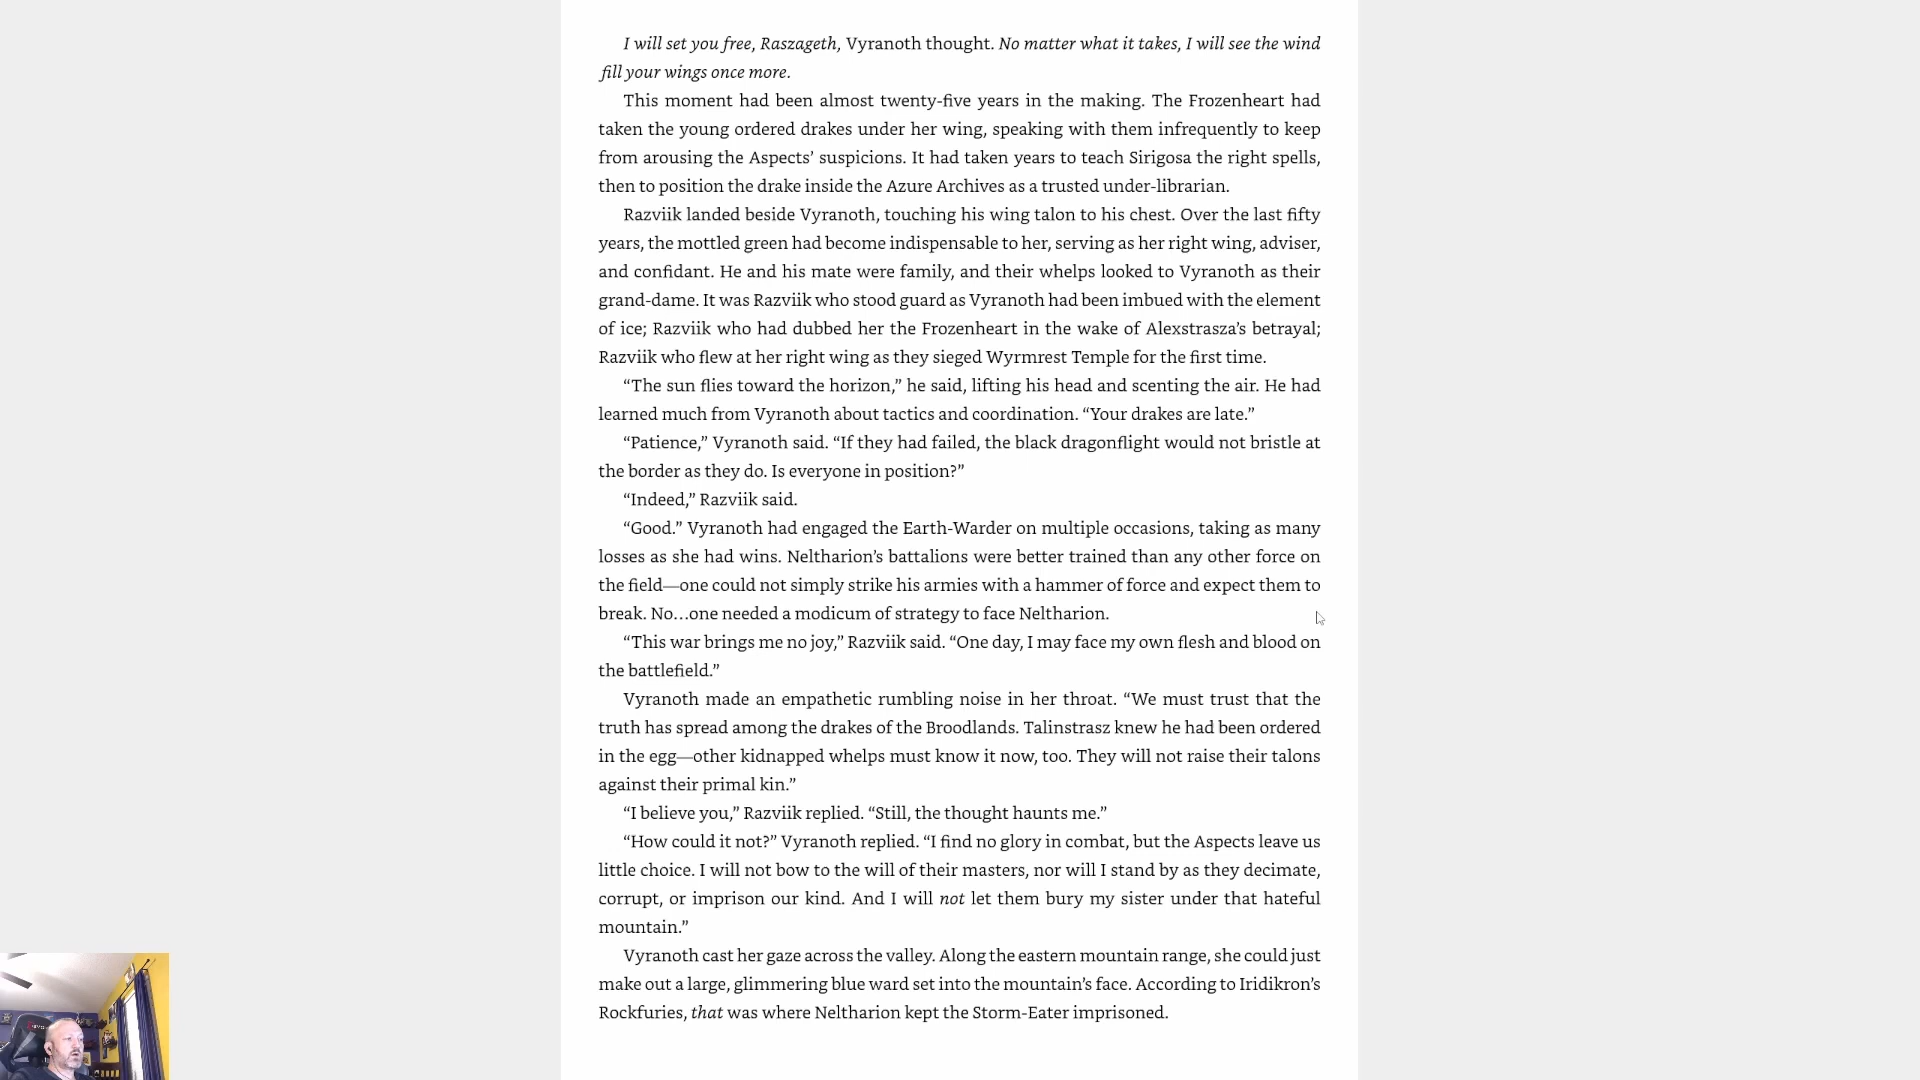 I will set you free, Raszageth, Vyranoth thought. No matter what it takes, I will see the wind
fill your wings once more.
This moment had been almost twenty-five years in the making. The Frozenheart had
taken the young ordered drakes under her wing, speaking with them infrequently to keep
from arousing the Aspects’ suspicions. It had taken years to teach Sirigosa the right spells,
then to position the drake inside the Azure Archives as a trusted under-librarian.
Razviik landed beside Vyranoth, touching his wing talon to his chest. Over the last fifty
years, the mottled green had become indispensable to her, serving as her right wing, adviser,
and confidant. He and his mate were family, and their whelps looked to Vyranoth as their
grand-dame. It was Razviik who stood guard as Vyranoth had been imbued with the element
of ice; Razviik who had dubbed her the Frozenheart in the wake of Alexstrasza’s betrayal;
Razviik who flew at her right wing as they sieged Wyrmrest Temple for the first time.
“The sun flies toward the horizon,” he said, lifting his head and scenting the air. He had
learned much from Vyranoth about tactics and coordination. “Your drakes are late.”
“Patience,” Vyranoth said. “If they had failed, the black dragonflight would not bristle at
the border as they do. Is everyone in position?”
“Indeed,” Razviik said.
“Good.” Vyranoth had engaged the Earth-Warder on multiple occasions, taking as many
losses as she had wins. Neltharion’s battalions were better trained than any other force on
the field—one could not simply strike his armies with a hammer of force and expect them to
break. No…one needed a modicum of strategy to face Neltharion.
“This war brings me no joy,” Razviik said. “One day, I may face my own flesh and blood on
the battlefield.”
Vyranoth made an empathetic rumbling noise in her throat. “We must trust that the
truth has spread among the drakes of the Broodlands. Talinstrasz knew he had been ordered
in the egg—other kidnapped whelps must know it now, too. They will not raise their talons
against their primal kin.”
“I believe you,” Razviik replied. “Still, the thought haunts me.”
“How could it not?” Vyranoth replied. “I find no glory in combat, but the Aspects leave us
little choice. I will not bow to the will of their masters, nor will I stand by as they decimate,
corrupt, or imprison our kind. And I will not let them bury my sister under that hateful
mountain.”
Vyranoth cast her gaze across the valley. Along the eastern mountain range, she could just
make out a large, glimmering blue ward set into the mountain’s face. According to Iridikron’s
Rockfuries, that was where Neltharion kept the Storm-Eater imprisoned.